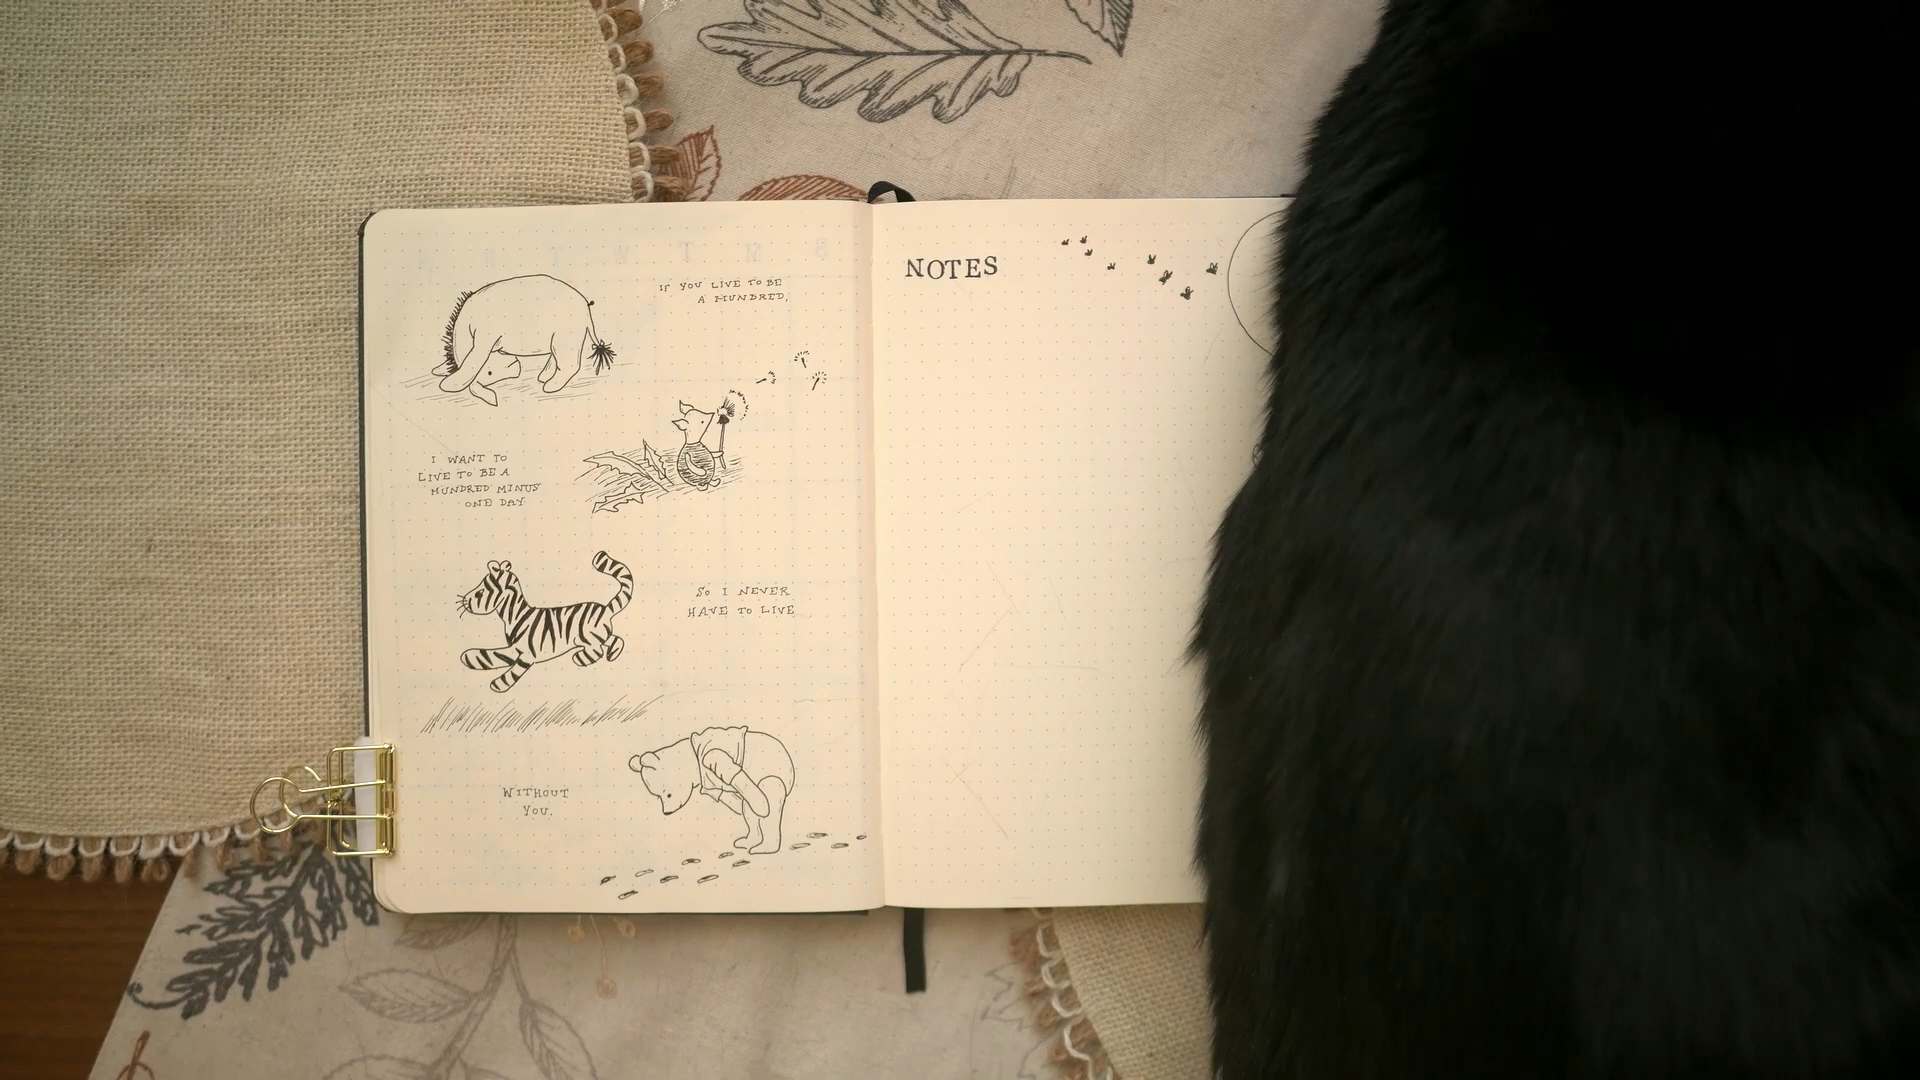 IF YOU LIVE TO BE
A HUNDRED,
I WANT TO
LIVE TO BE A
HUNDRED MINUS
ONE DAY
SO I NEVER
HAVE TO LIVE
WITHOUT
YOU.
NOTES